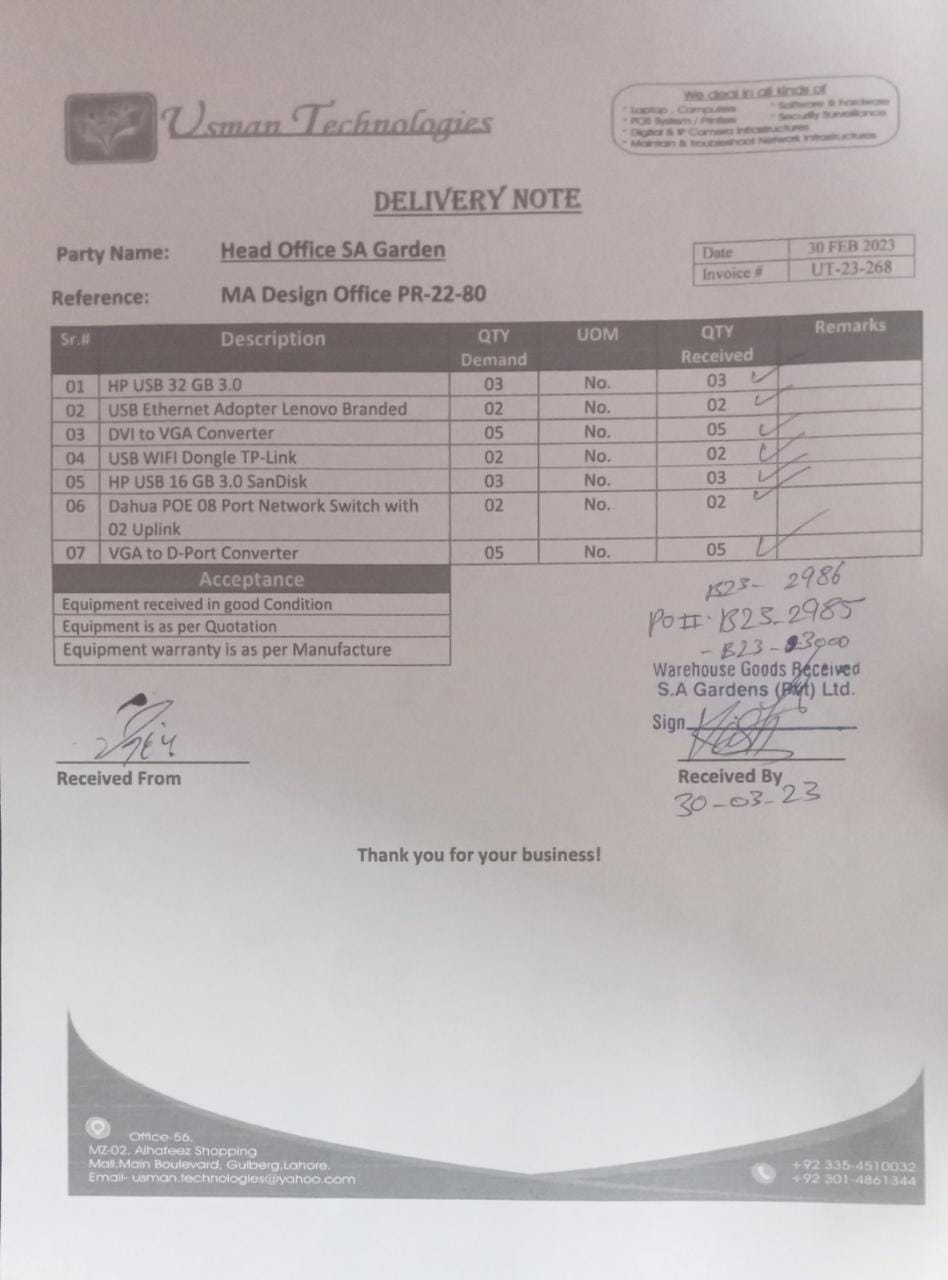 Usman Technologies
We deal in all kinds of
* Laptop, Computers * Software & hardware
* POS System / Printers * Security Surveillance
* Digital & IP Camera Infrastructures
* Maintain & troubleshoot Network infrastructures
DELIVERY NOTE
Party Name: Head Office SA Garden
Date 30 FEB 2023
Invoice # UT-23-268
Reference: MA Design Office PR-22-80
Sr.# Description QTY Demand UOM QTY Received Remarks
01 HP USB 32 GB 3.0 03 No. 03
02 USB Ethernet Adopter Lenovo Branded 02 No. 02
03 DVI to VGA Converter 05 No. 05
04 USB WIFI Dongle TP-Link 02 No. 02
05 HP USB 16 GB 3.0 SanDisk 03 No. 03
06 Dahua POE 08 Port Network Switch with 02 No. 02
02 Uplink
07 VGA to D-Port Converter 05 No. 05
Acceptance
Equipment received in good Condition
Equipment is as per Quotation
Equipment warranty is as per Manufacture
B23- 2986
PO#: B23-2985
- B23-
Warehouse Goods Received
S.A Gardens (Pvt) Ltd.
Sign
Received From
Received By
30-03-23
Thank you for your business!
Office-56,
MZ-02, Alhafeez Shopping
Mall,Main Boulevard, Gulberg,Lahore.
Email- usman.technologies@yahoo.com
+92 335-4510032
+92 301-4861344